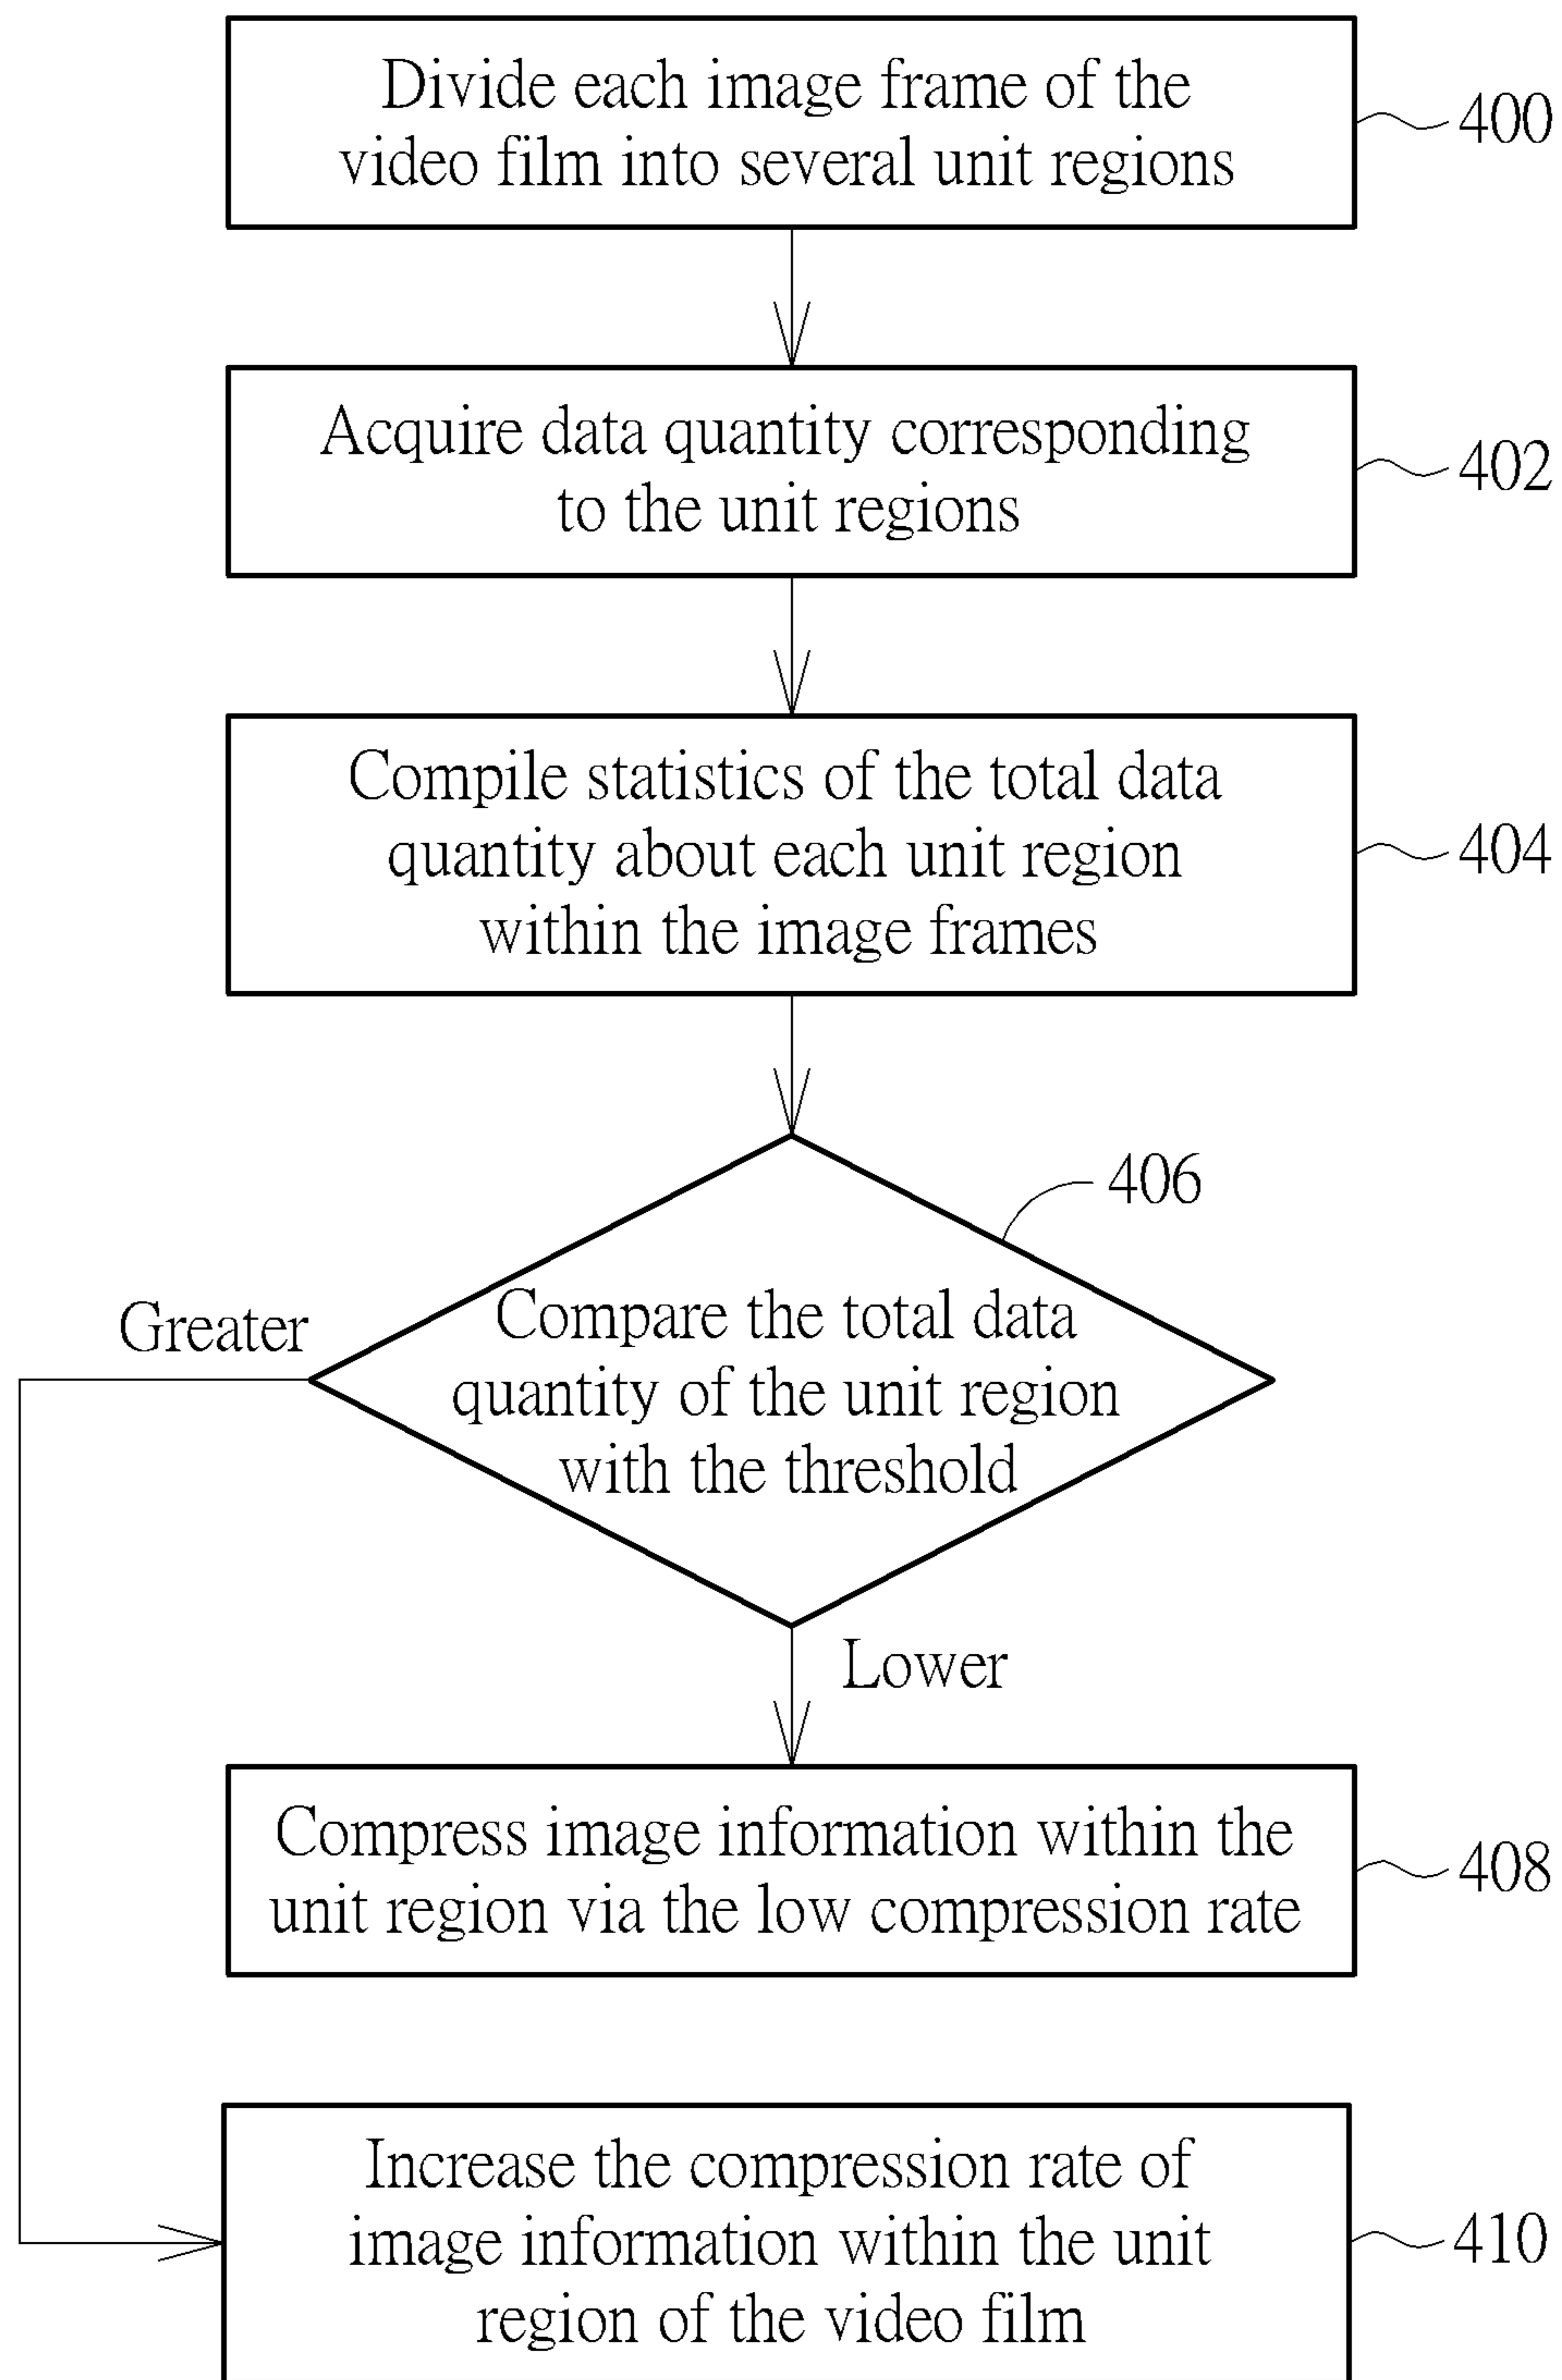 Divide each image frame of the
video film into several unit regions
400
Acquire data quantity corresponding
to the unit regions
402
Compile statistics of the total data
quantity about each unit region
within the image frames
404
406
Compare the total data
quantity of the unit region
with the threshold
Greater
Lower
Compress image information within the
unit region via the low compression rate
408
Increase the compression rate of
image information within the unit
region of the video film
410